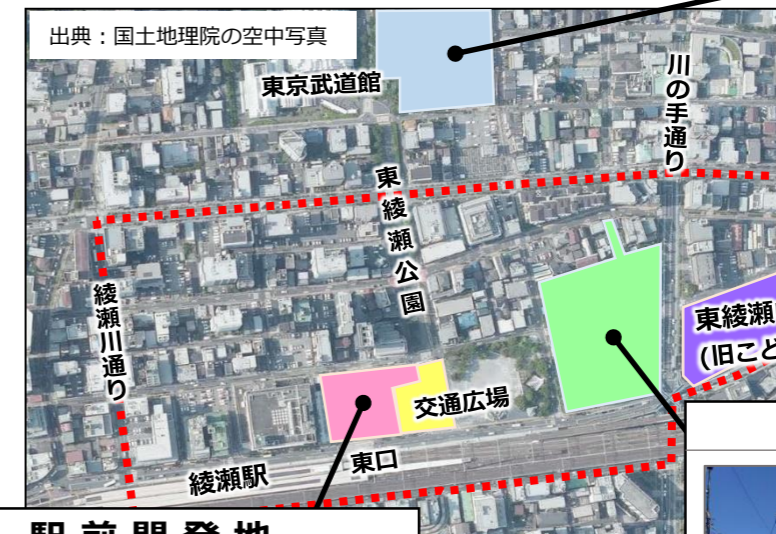 出典：国土地理院の空中写真
東京武道館
川の手通り
東綾瀬公園
綾瀬川通り
東綾瀬
(旧こど
交通広場
東口
綾瀬駅
駅前開発地